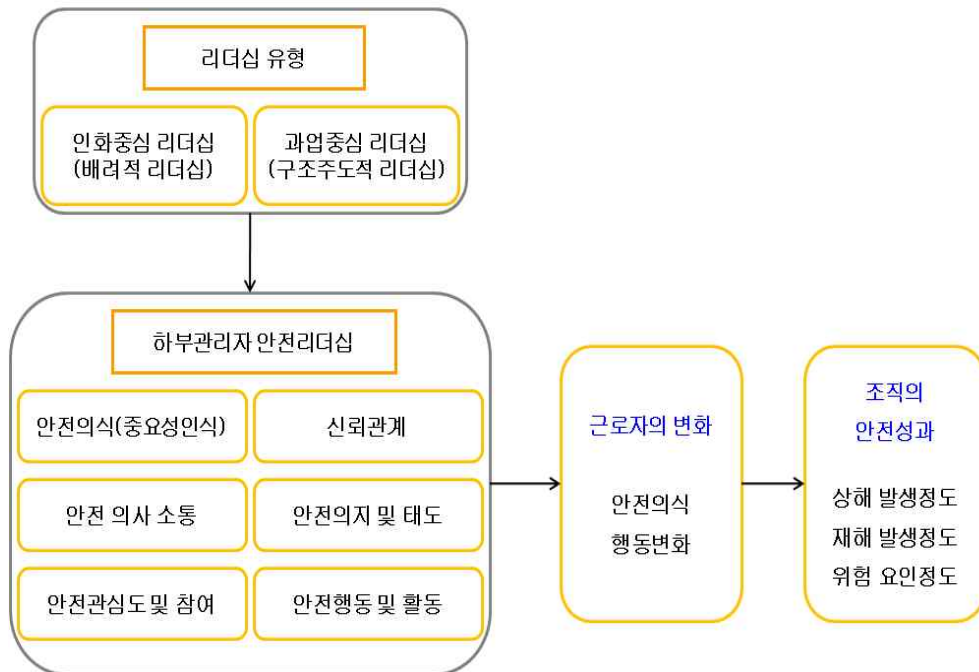 리더십 유형
인화중심 리더십
(배려적 리더십)
과업중심 리더십
(구조주도적 리더십)
하부관리자 안전리더십
안전의식(중요성인식)
신뢰관계
안전 의사 소통
안전의지 및 태도
안전관심도 및 참여
안전행동 및 활동
근로자의 변화
안전의식
행동변화
조직의
안전성과
상해 발생정도
재해 발생정도
위험 요인정도